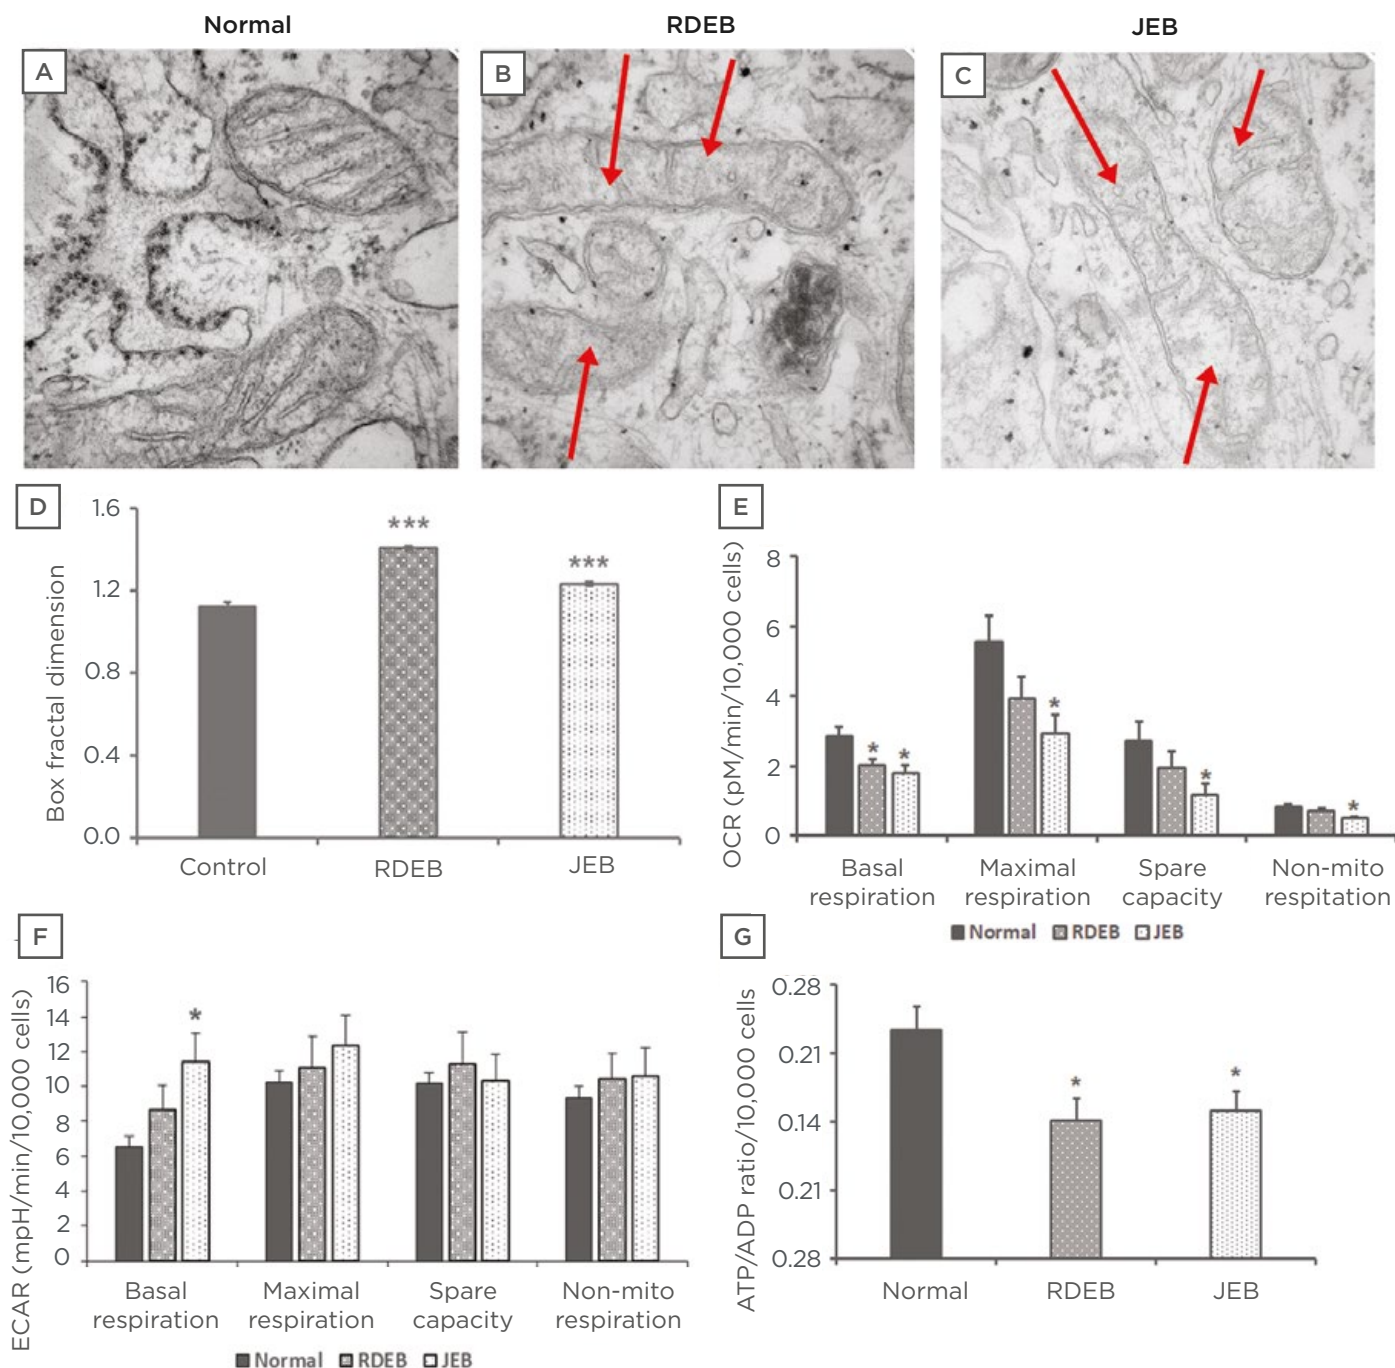 Normal
RDEB
JEB
A
B
C
D
1.6
1.2
0.8
0.4
0.0
Box fractal dimension
***
***
Control
RDEB
JEB
E
8
6
4
2
0
OCR (pM/min/10,000 cells)
* *
*
*
*
Basal
respiration
Maximal
respiration
Spare
capacity
Non-mito
respitation
Normal RDEB JEB
F
16
14
12
10
8
6
4
2
0
ECAR (mpH/min/10,000 cells)
*
Basal
respiration
Maximal
respiration
Spare
capacity
Non-mito
respiration
Normal RDEB JEB
G
0.28
0.21
0.14
0.21
0.28
ATP/ADP ratio/10,000 cells
*
*
Normal
RDEB
JEB